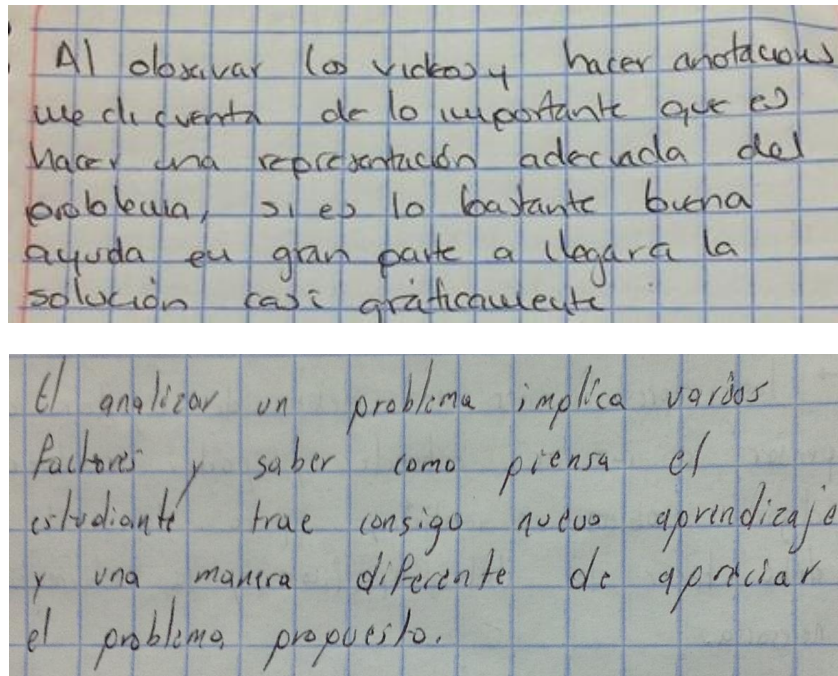 Al observar los videos y hacer anotaciones
me di cuenta de lo importante que es
hacer una representación adecuada del
problema, si es lo bastante buena
ayuda en gran parte a llegar a la
solución casi gráficamente
El analizar un problema implica varios
factores y saber como piensa el
estudiante trae consigo nuevo aprendizaje
y una manera diferente de apreciar
el problema propuesto.